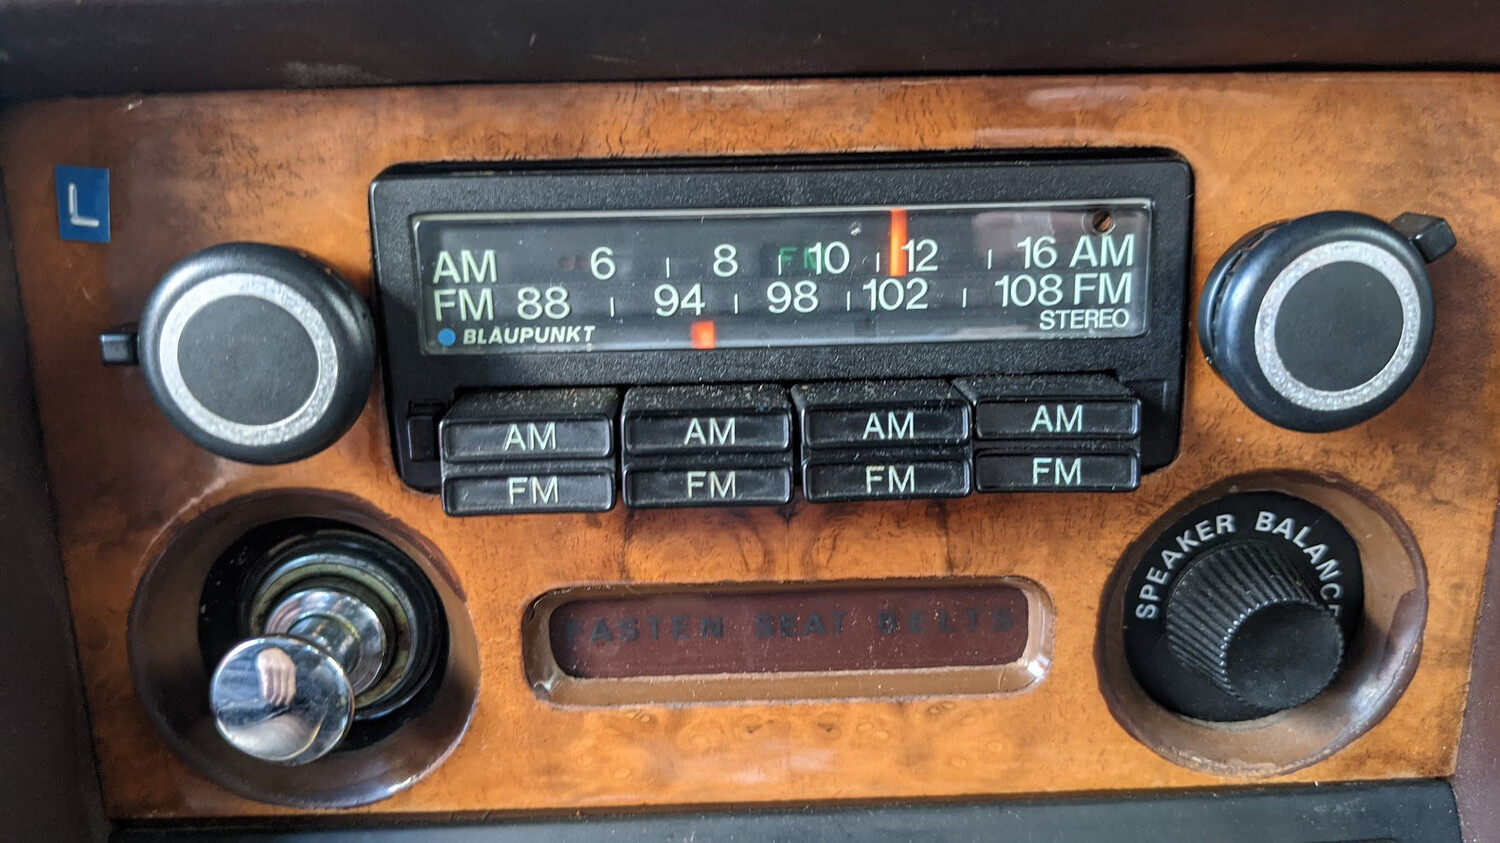 L
AM 6 8 FM 10 12 16 AM
FM 88 94 98 102 108 FM
BLAUPUNKT STEREO
AM AM AM AM
FM FM FM FM
SPEAKER BALANCE
FASTEN SEAT BELTS